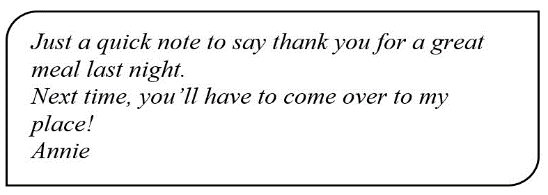 Just a quick note to say thank you for a great
meal last night.
Next time, you’ll have to come over to my
place!
Annie